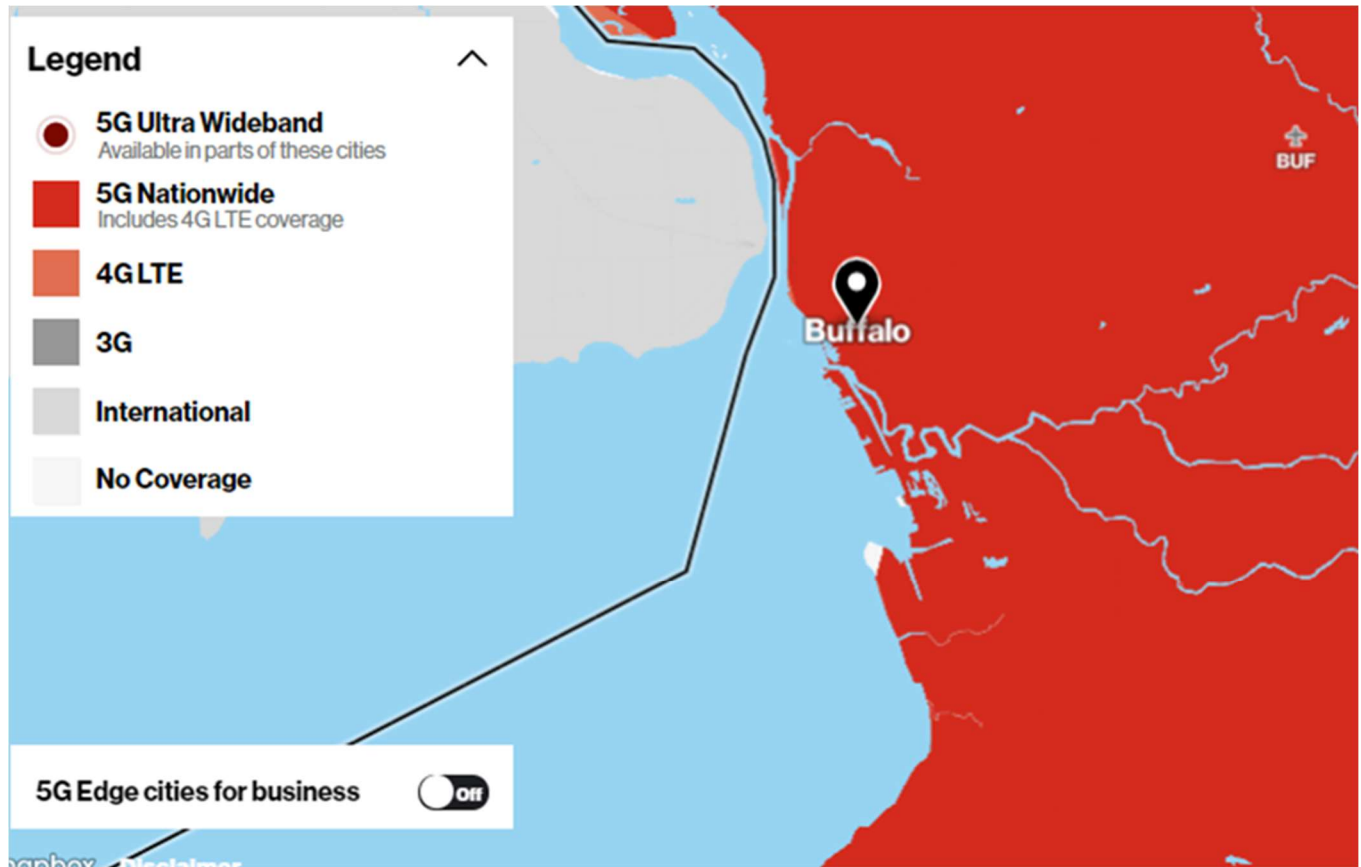 Legend
5G Ultra Wideband
Available in parts of these cities
5G Nationwide
Includes 4G LTE coverage
4G LTE
3G
International
No Coverage
BUF
Buffalo
5G Edge cities for business
Off
Disclaimer